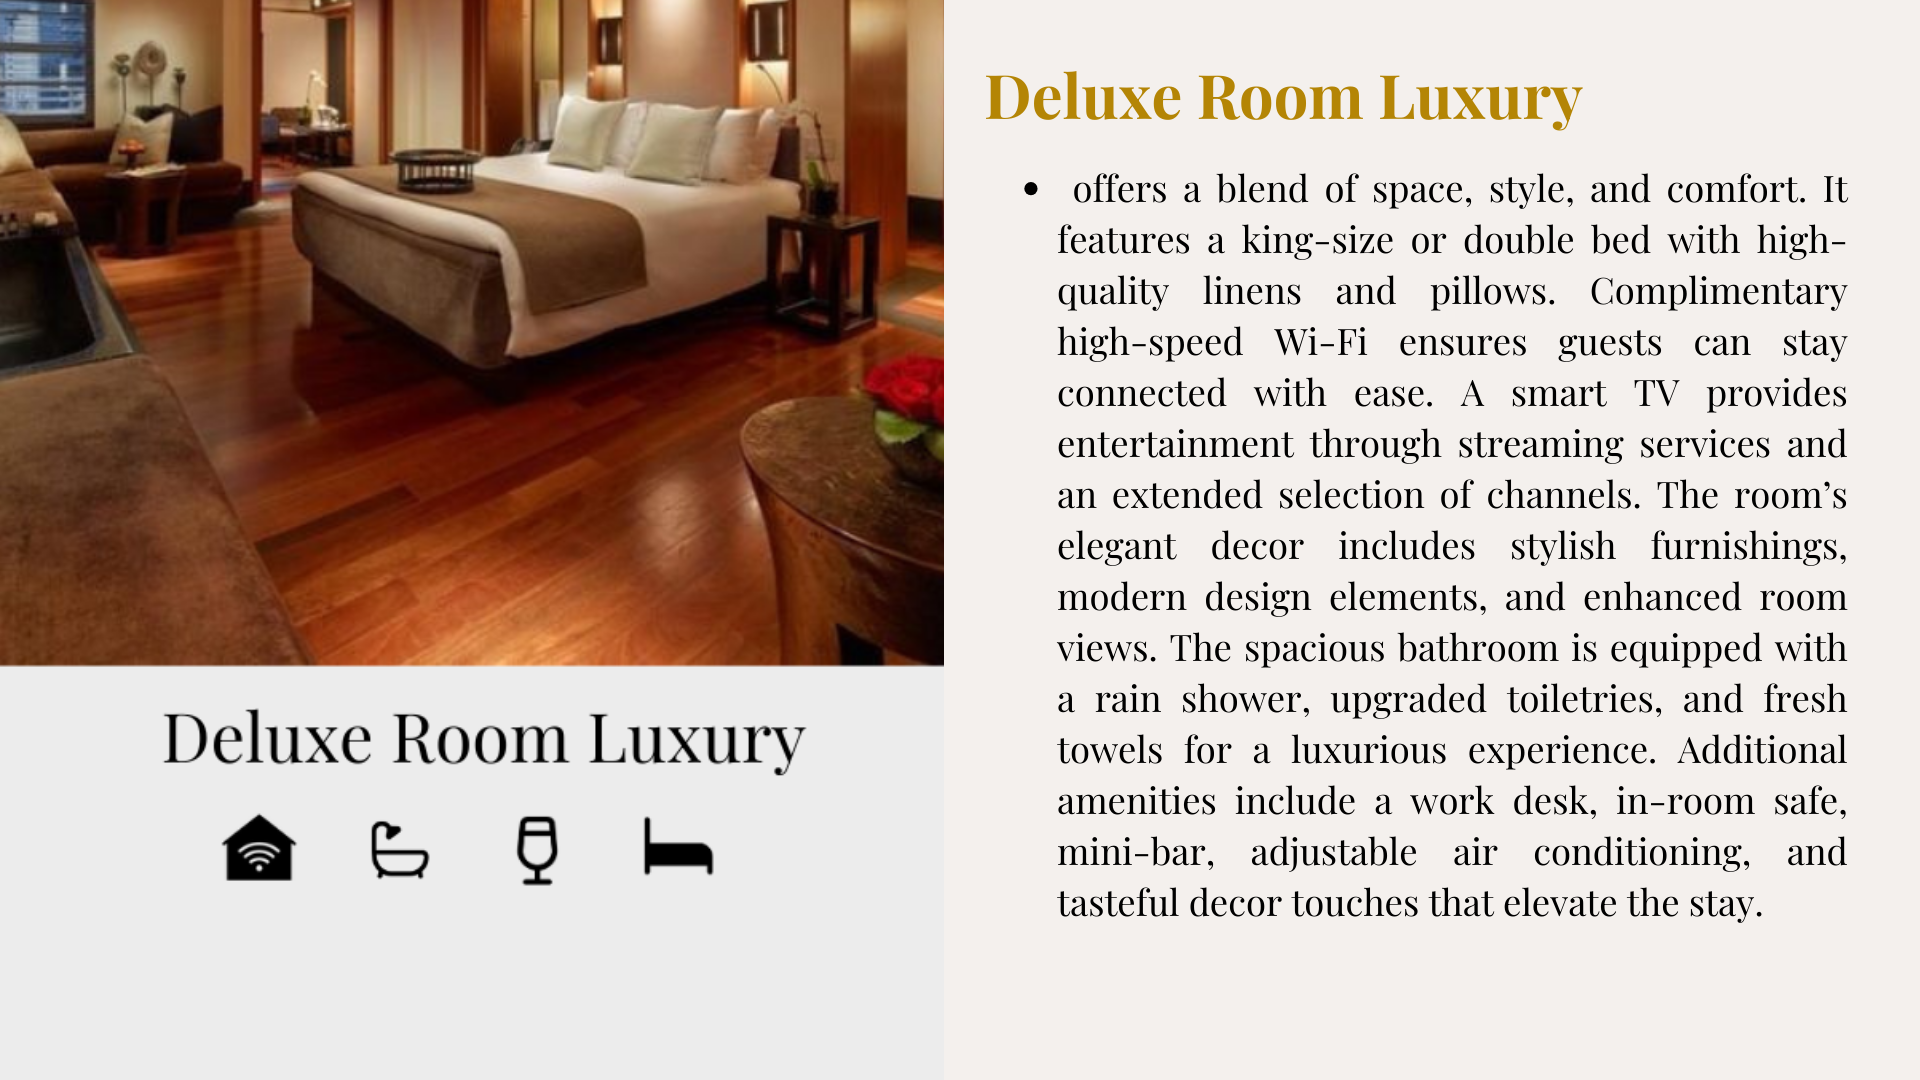 Deluxe Room Luxury
Deluxe Room Luxury
• offers a blend of space, style, and comfort. It
features a king-size or double bed with high-
quality linens and pillows. Complimentary
high-speed Wi-Fi ensures guests can stay
connected with ease. A smart TV provides
entertainment through streaming services and
an extended selection of channels. The room’s
elegant decor includes stylish furnishings,
modern design elements, and enhanced room
views. The spacious bathroom is equipped with
a rain shower, upgraded toiletries, and fresh
towels for a luxurious experience. Additional
amenities include a work desk, in-room safe,
mini-bar, adjustable air conditioning, and
tasteful decor touches that elevate the stay.